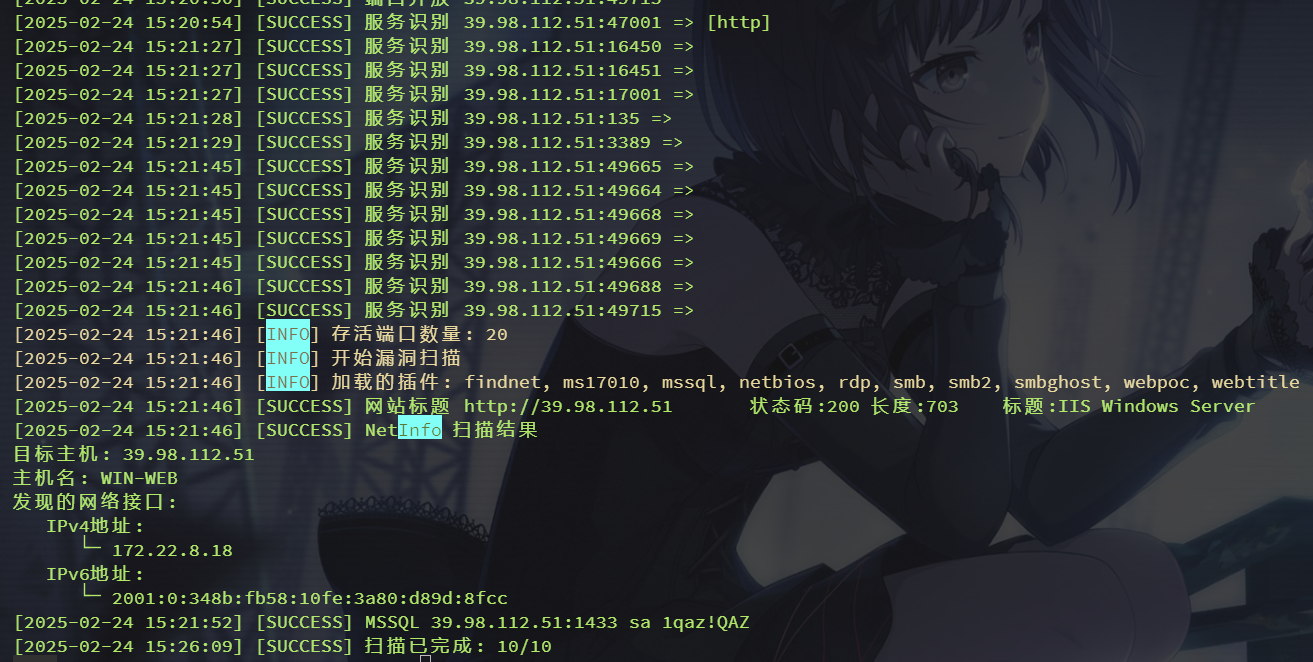 [2025-02-24 15:20:50] [SUCCESS] 端口开放 39.98.112.51:49715
[2025-02-24 15:20:54] [SUCCESS] 服务识别 39.98.112.51:47001 => [http]
[2025-02-24 15:21:27] [SUCCESS] 服务识别 39.98.112.51:16450 =>
[2025-02-24 15:21:27] [SUCCESS] 服务识别 39.98.112.51:16451 =>
[2025-02-24 15:21:27] [SUCCESS] 服务识别 39.98.112.51:17001 =>
[2025-02-24 15:21:28] [SUCCESS] 服务识别 39.98.112.51:135 =>
[2025-02-24 15:21:29] [SUCCESS] 服务识别 39.98.112.51:3389 =>
[2025-02-24 15:21:45] [SUCCESS] 服务识别 39.98.112.51:49665 =>
[2025-02-24 15:21:45] [SUCCESS] 服务识别 39.98.112.51:49664 =>
[2025-02-24 15:21:45] [SUCCESS] 服务识别 39.98.112.51:49668 =>
[2025-02-24 15:21:45] [SUCCESS] 服务识别 39.98.112.51:49669 =>
[2025-02-24 15:21:45] [SUCCESS] 服务识别 39.98.112.51:49666 =>
[2025-02-24 15:21:46] [SUCCESS] 服务识别 39.98.112.51:49688 =>
[2025-02-24 15:21:46] [SUCCESS] 服务识别 39.98.112.51:49715 =>
[2025-02-24 15:21:46] [INFO] 存活端口数量: 20
[2025-02-24 15:21:46] [INFO] 开始漏洞扫描
[2025-02-24 15:21:46] [INFO] 加载的插件: findnet, ms17010, mssql, netbios, rdp, smb, smb2, smbghost, webpoc, webtitle
[2025-02-24 15:21:46] [SUCCESS] 网站标题 http://39.98.112.51 状态码:200 长度:703 标题:IIS Windows Server
[2025-02-24 15:21:46] [SUCCESS] NetInfo 扫描结果
目标主机: 39.98.112.51
主机名: WIN-WEB
发现的网络接口:
IPv4地址:
└─ 172.22.8.18
IPv6地址:
└─ 2001:0:348b:fb58:10fe:3a80:d89d:8fcc
[2025-02-24 15:21:52] [SUCCESS] MSSQL 39.98.112.51:1433 sa 1qaz!QAZ
[2025-02-24 15:26:09] [SUCCESS] 扫描已完成: 10/10